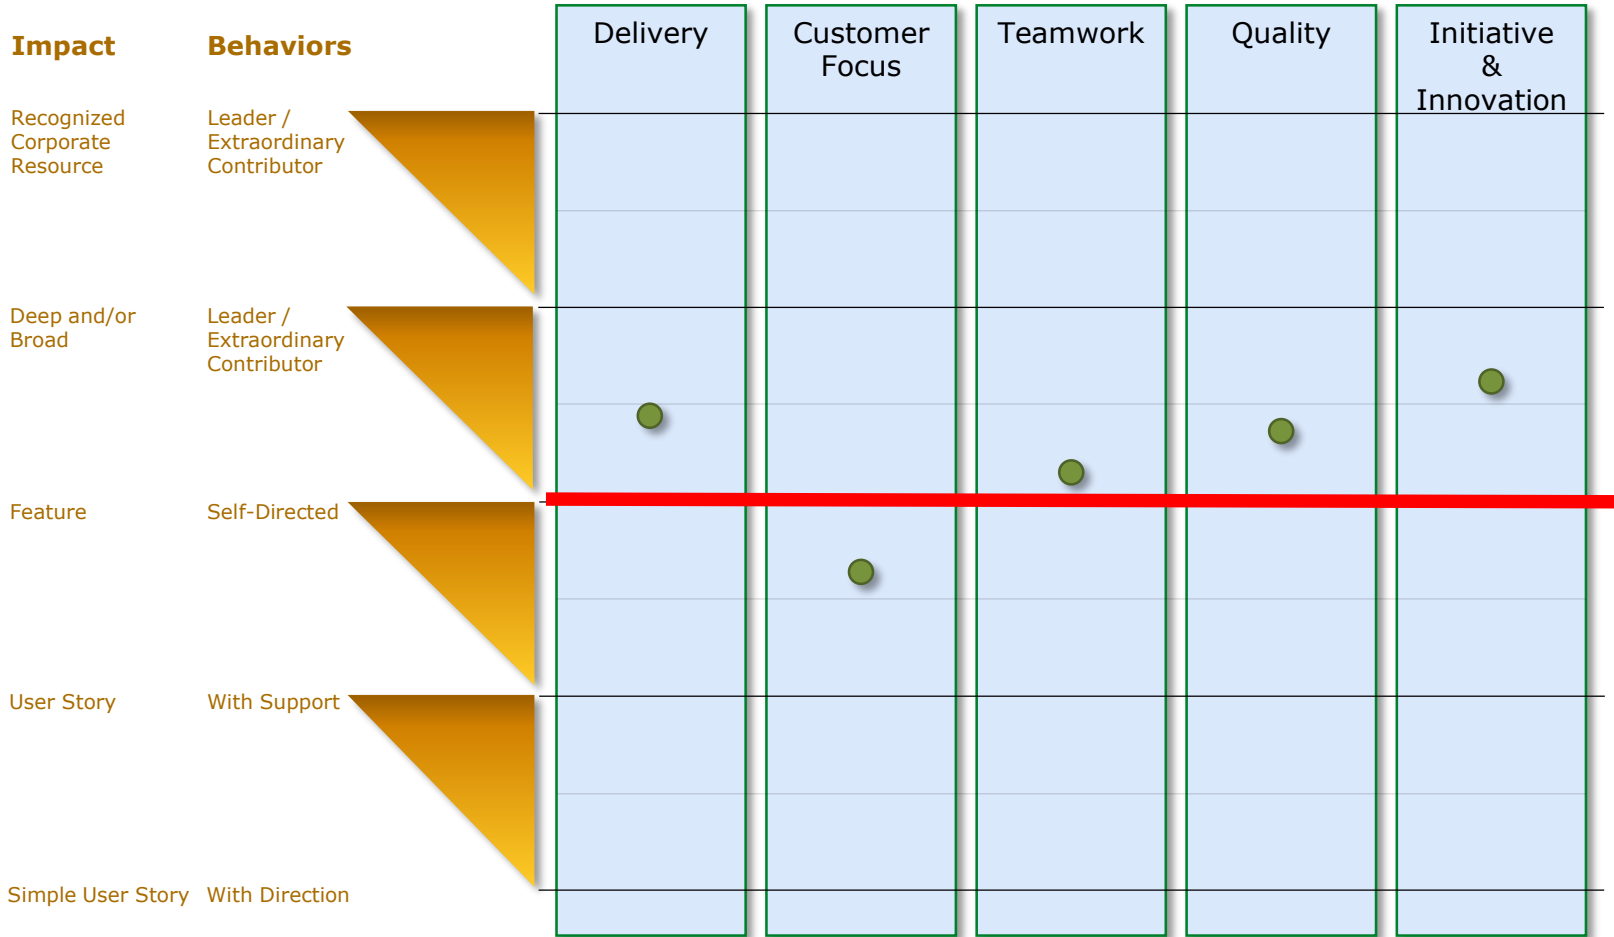 Impact
Behaviors
Delivery
Customer
Focus
Teamwork
Quality
Initiative
&
Innovation
Recognized
Corporate
Resource
Leader /
Extraordinary
Contributor
Deep and/or
Broad
Leader /
Extraordinary
Contributor
Feature
Self-Directed
User Story
With Support
Simple User Story
With Direction